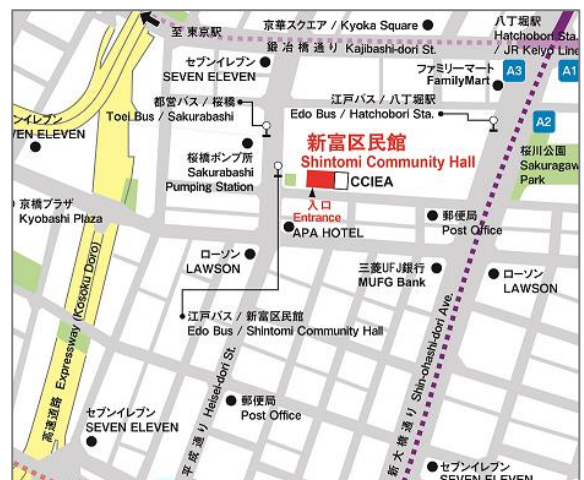 至 東京駅
京華スクエア / Kyoka Square
八丁堀駅
Hatchobori Sta.
/ JR Keiyo Line
鍛冶橋通り Kajibashi-dori St.
セブンイレブン
SEVEN ELEVEN
ファミリーマート
FamilyMart
A3
A1
都営バス / 桜橋
Toei Bus / Sakurabashi
江戸バス / 八丁堀駅
Edo Bus / Hatchobori Sta.
A2
イレブン
VEN ELEVEN
新富区民館
Shintomi Community Hall
桜橋ポンプ所
Sakurabashi
Pumping Station
桜川公園
Sakuragaw
Park
CCIEA
入口
Entrance
京橋プラザ
Kyobashi Plaza
郵便局
Post Office
APA HOTEL
ローソン
LAWSON
三菱UFJ銀行
MUFG Bank
ローソン
LAWSON
江戸バス / 新富区民館
Edo Bus / Shintomi Community Hall
高速道路 Expressway (Kosoku Doro)
平成通り Heisei-dori St.
新大橋通り Shin-ohashi-dori Ave.
郵便局
Post Office
セブンイレブン
SEVEN ELEVEN
セブンイレブン
SEVEN ELEVEN